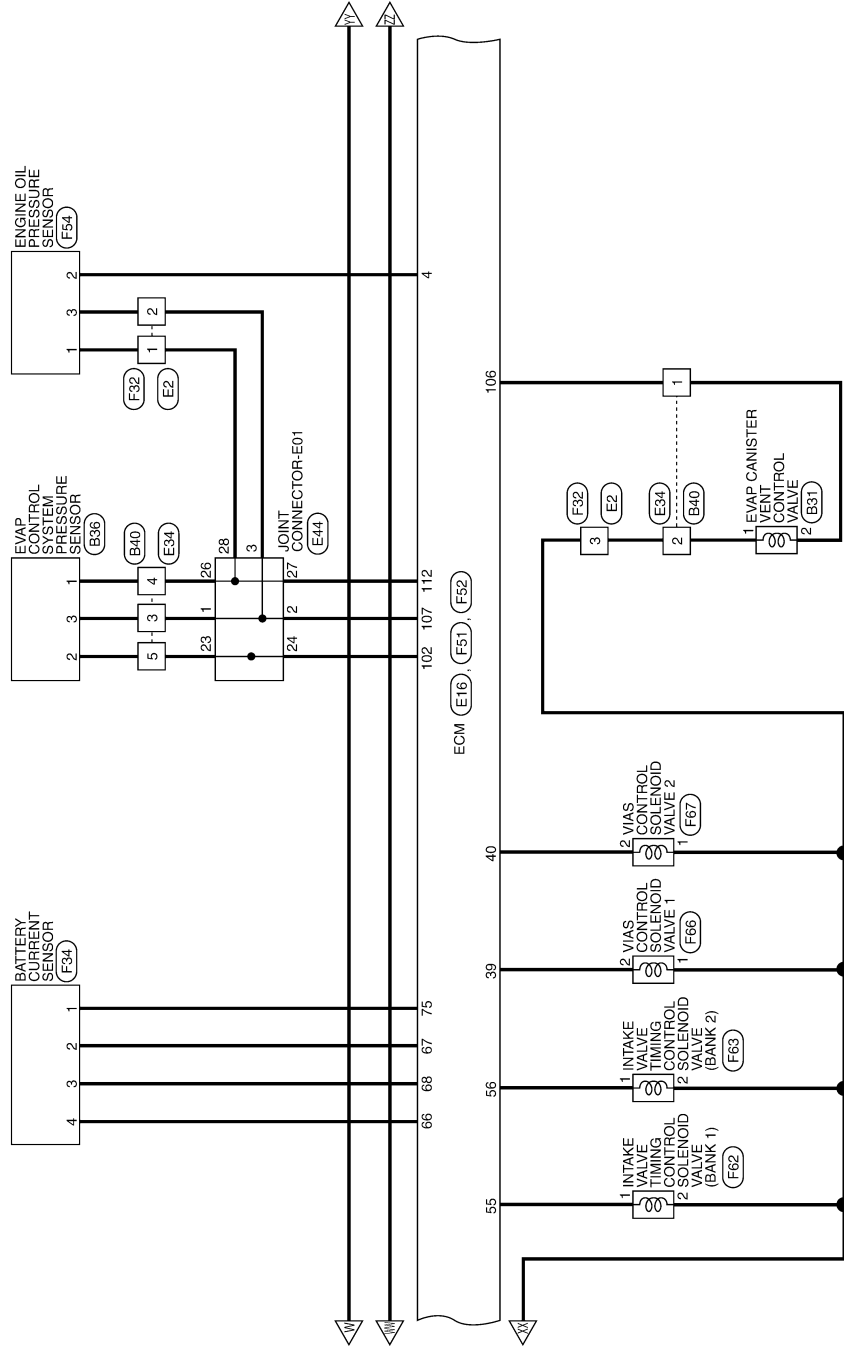 BATTERY
CURRENT
SENSOR
F34
EVAP
CONTROL
SYSTEM
PRESSURE
SENSOR
B36
ENGINE OIL
PRESSURE
SENSOR
F54
4 3 2 1
2 3 1
1 3 2
5 3 4
B40
E34
1 2
F32
E2
23 1 26 28
3
24 2 27
JOINT
CONNECTOR-E01
E44
VV YY
WW ZZ
66 68 67 75 102 107 112 4
ECM E16 , F51 , F52
55 56 39 40 106
XX
1 INTAKE
VALVE
TIMING
CONTROL
2 SOLENOID
VALVE
(BANK 1)
F62
1 INTAKE
VALVE
TIMING
CONTROL
2 SOLENOID
VALVE
(BANK 2)
F63
2 VIAS
CONTROL
SOLENOID
1 VALVE 1
F66
2 VIAS
CONTROL
SOLENOID
1 VALVE 2
F67
F32
3
E2
E34
2 1
B40
1 EVAP CANISTER
VENT
CONTROL
2 VALVE
B31